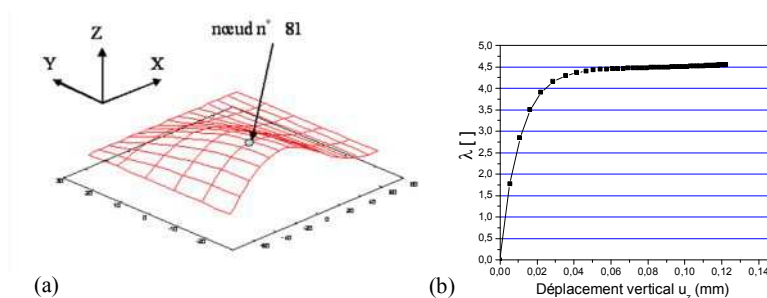 nœud n° 81
Z
Y
X
(a)
(b)
5,0
4,5
4,0
3,5
3,0
2,5
2,0
1,5
1,0
0,5
λ [ ]
0,00 0,02 0,04 0,06 0,08 0,10 0,12 0,14
Déplacement vertical u_z (mm)